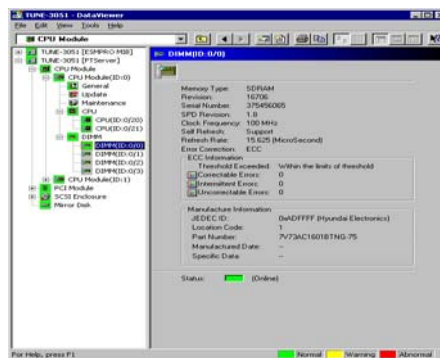 TUNE-3051 - DataViewer
File Edit View Tools Help
CPU Module
TUNE-3051 [ESMPRO MIB]
TUNE-3051 [FTServer]
CPU Module
CPU Module(ID:0)
General
Update
Maintenance
CPU
CPU(ID:0/20)
CPU(ID:0/21)
DIMM
DIMM(ID:0/0)
DIMM(ID:0/1)
DIMM(ID:0/2)
DIMM(ID:0/3)
CPU Module(ID:1)
PCI Module
SCSI Enclosure
Mirror Disk
DIMM(ID:0/0)
Memory Type: SDRAM
Revision: 16706
Serial Number: 375456065
SPD Revision: 1.8
Clock Frequency: 100 MHz
Self Refresh: Support
Refresh Rate: 15.625 (MicroSecond)
Error Correction: ECC
ECC Information
Threshold Exceeded: Within the limits of threshold
Correctable Errors: 0
Intermittent Errors: 0
Uncorrectable Errors: 0
Manufacture Information
JEDEC ID: 0xADFFFF (Hyundai Electronics)
Location Code: 1
Part Number: 7V73AC1601BTNG-75
Manufactured Date: --
Specific Data: --
Status: (Online)
For Help, press F1
Normal Warning Abnormal